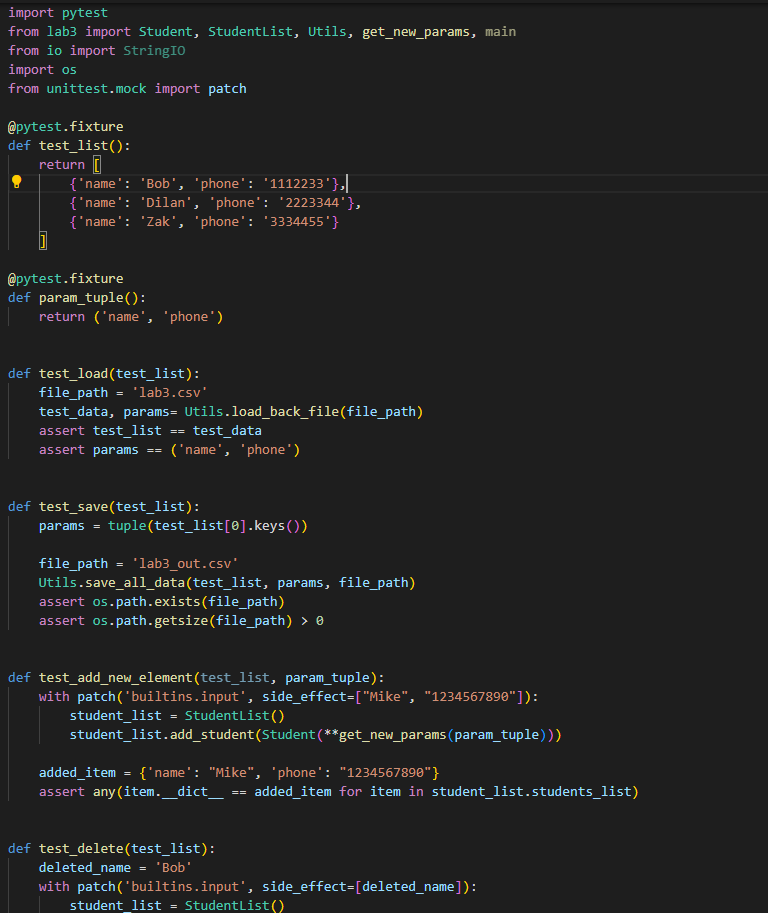 import pytest
from lab3 import Student, StudentList, Utils, get_new_params, main
from io import StringIO
import os
from unittest.mock import patch

@pytest.fixture
def test_list():
    return [
        {'name': 'Bob', 'phone': '1112233'},
        {'name': 'Dilan', 'phone': '2223344'},
        {'name': 'Zak', 'phone': '3334455'}
    ]

@pytest.fixture
def param_tuple():
    return ('name', 'phone')


def test_load(test_list):
    file_path = 'lab3.csv'
    test_data, params= Utils.load_back_file(file_path)
    assert test_list == test_data
    assert params == ('name', 'phone')


def test_save(test_list):
    params = tuple(test_list[0].keys())

    file_path = 'lab3_out.csv'
    Utils.save_all_data(test_list, params, file_path)
    assert os.path.exists(file_path)
    assert os.path.getsize(file_path) > 0


def test_add_new_element(test_list, param_tuple):
    with patch('builtins.input', side_effect=["Mike", "1234567890"]):
        student_list = StudentList()
        student_list.add_student(Student(**get_new_params(param_tuple)))

    added_item = {'name': "Mike", 'phone': "1234567890"}
    assert any(item.__dict__ == added_item for item in student_list.students_list)


def test_delete(test_list):
    deleted_name = 'Bob'
    with patch('builtins.input', side_effect=[deleted_name]):
        student_list = StudentList()